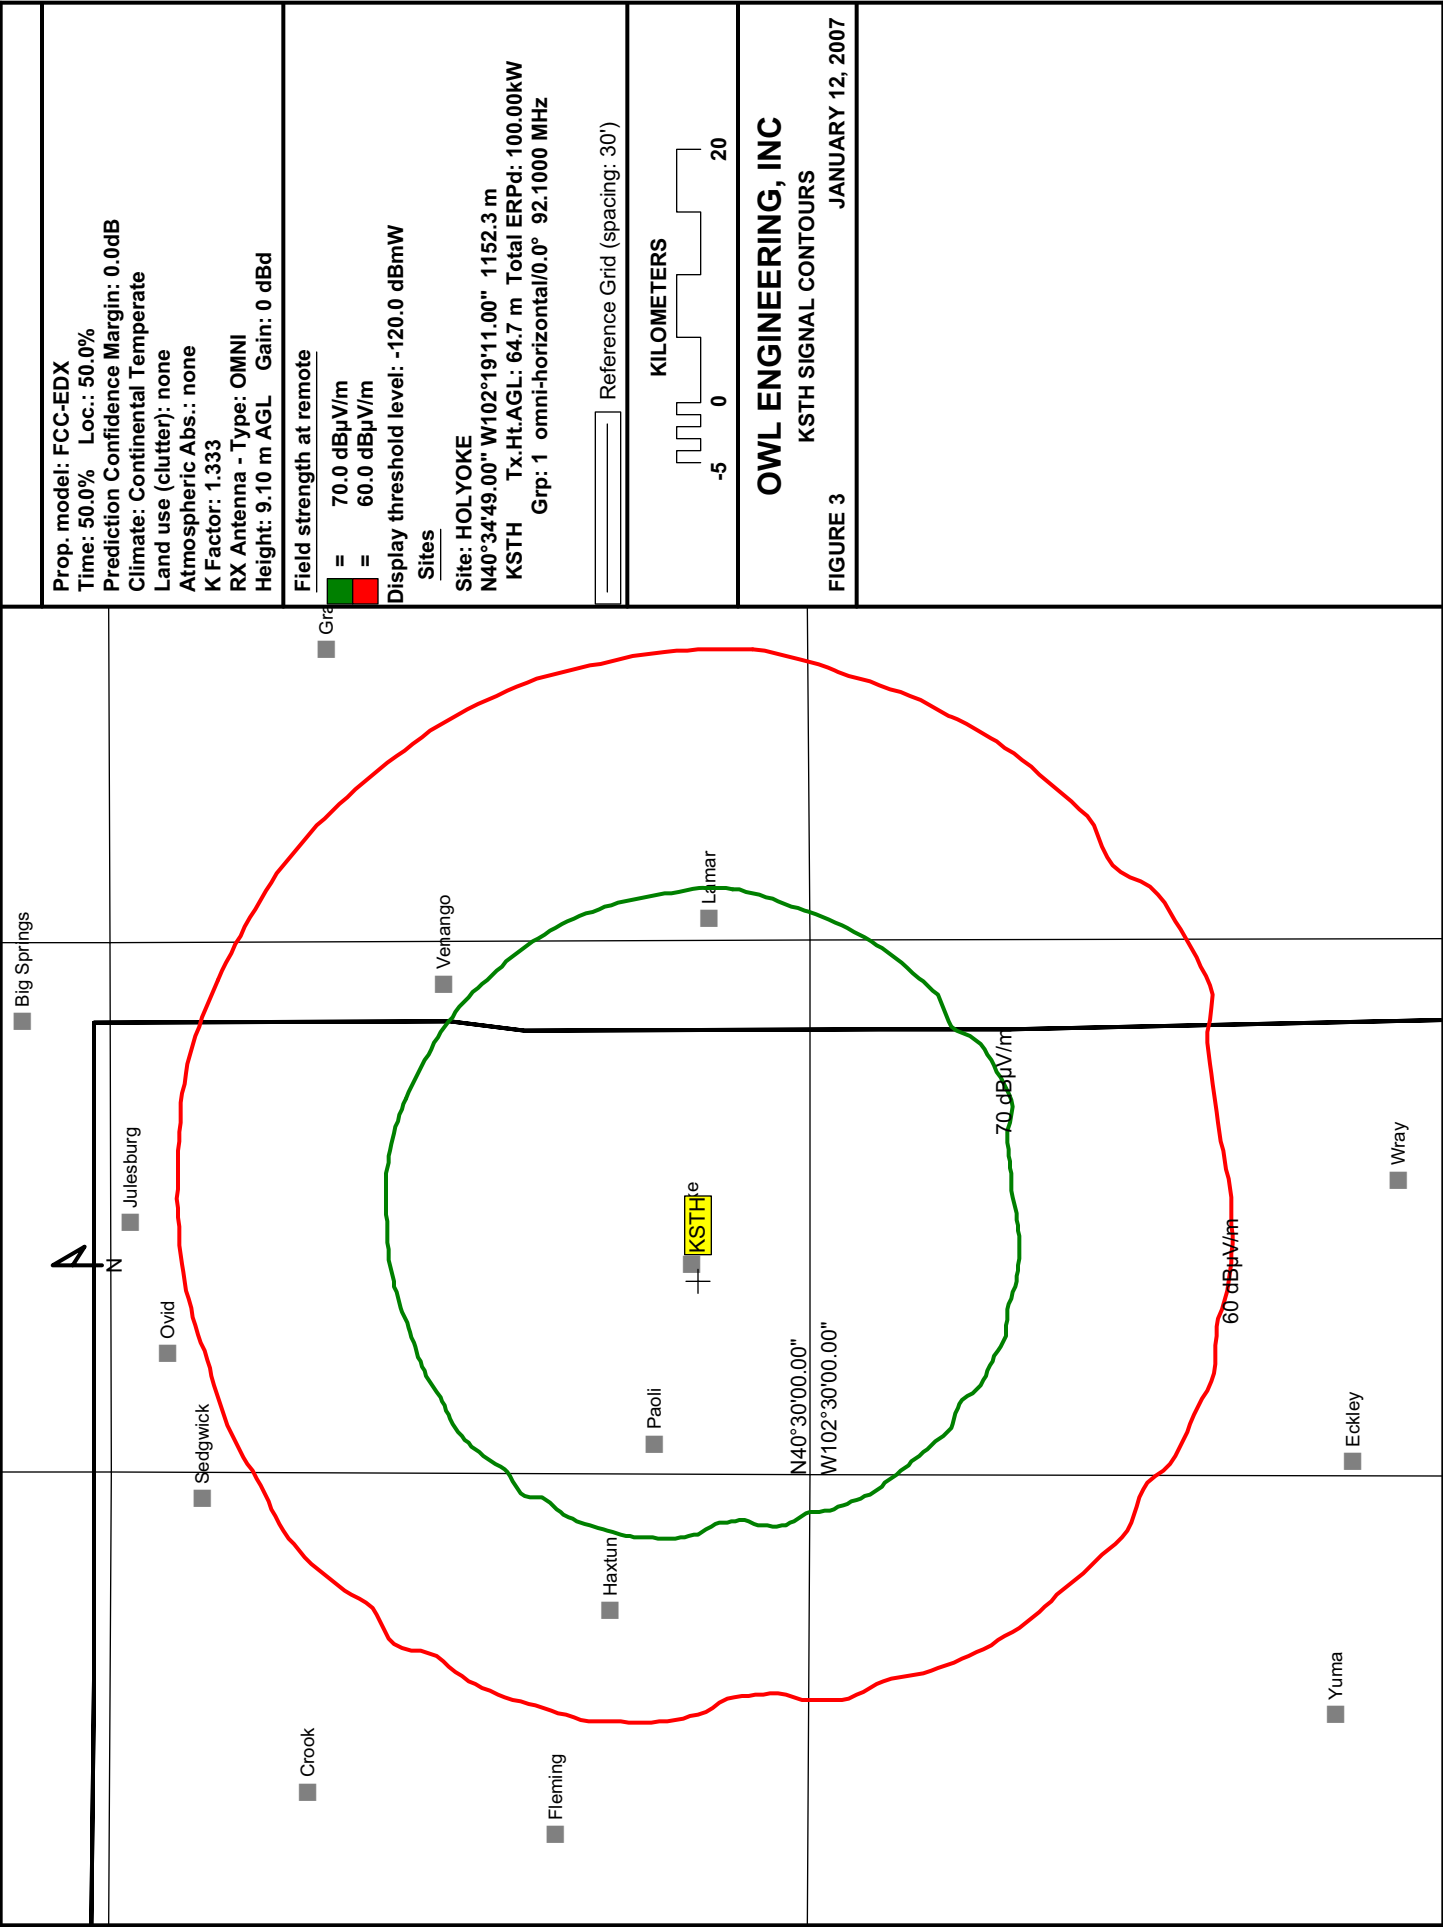 Prop. model: FCC-EDX
Time: 50.0%    Loc.: 50.0%
Prediction Confidence Margin: 0.0dB
Climate: Continental Temperate
Land use (clutter): none
Atmospheric Abs.: none
K Factor: 1.333
RX Antenna - Type: OMNI
Height: 9.10 m AGL    Gain: 0 dBd
Field strength at remote
= 70.0 dBµV/m
= 60.0 dBµV/m
Display threshold level: -120.0 dBmW
Sites
Site: HOLYOKE
N40°34'49.00" W102°19'11.00"  1152.3 m
KSTH    Tx.Ht.AGL: 64.7 m  Total ERPd: 100.00kW
Grp: 1  omni-horizontal/0.0°  92.1000 MHz
Reference Grid (spacing: 30')
KILOMETERS
-5 0 20
OWL ENGINEERING, INC
KSTH SIGNAL CONTOURS
FIGURE 3 JANUARY 12, 2007
Big Springs
Julesburg
N
Ovid
Sedgwick
Crook
Gra
Venango
Fleming
Haxtun
Paoli
KSTH
Lamar
N40°30'00.00"
W102°30'00.00"
70 dBµV/m
60 dBµV/m
Yuma
Eckley
Wray